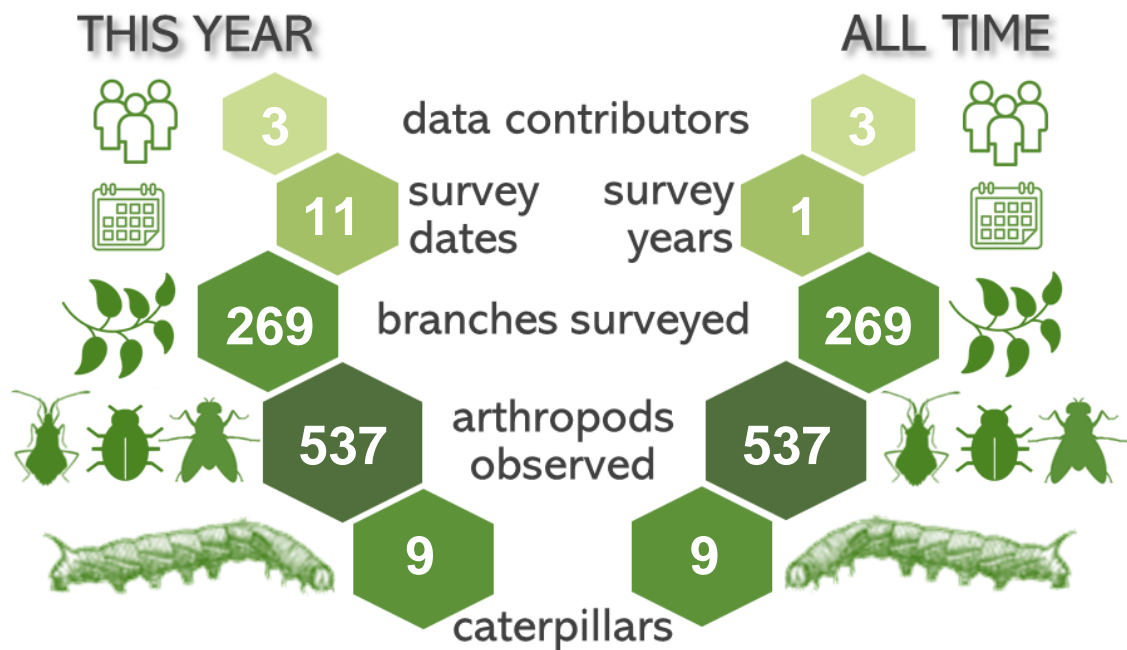 THIS YEAR
ALL TIME
3
data contributors
3
11
survey
dates
survey
years
1
269
branches surveyed
269
537
arthropods
observed
537
9
9
caterpillars